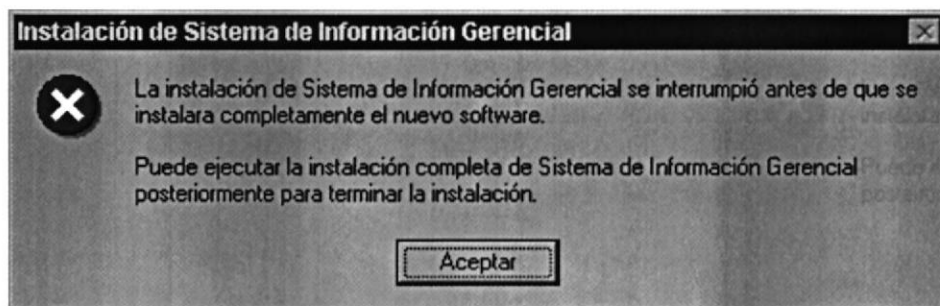 Instalación de Sistema de Información Gerencial
La instalación de Sistema de Información Gerencial se interrumpió antes de que se
instalara completamente el nuevo software.
Puede ejecutar la instalación completa de Sistema de Información Gerencial
posteriormente para terminar la instalación.
Aceptar